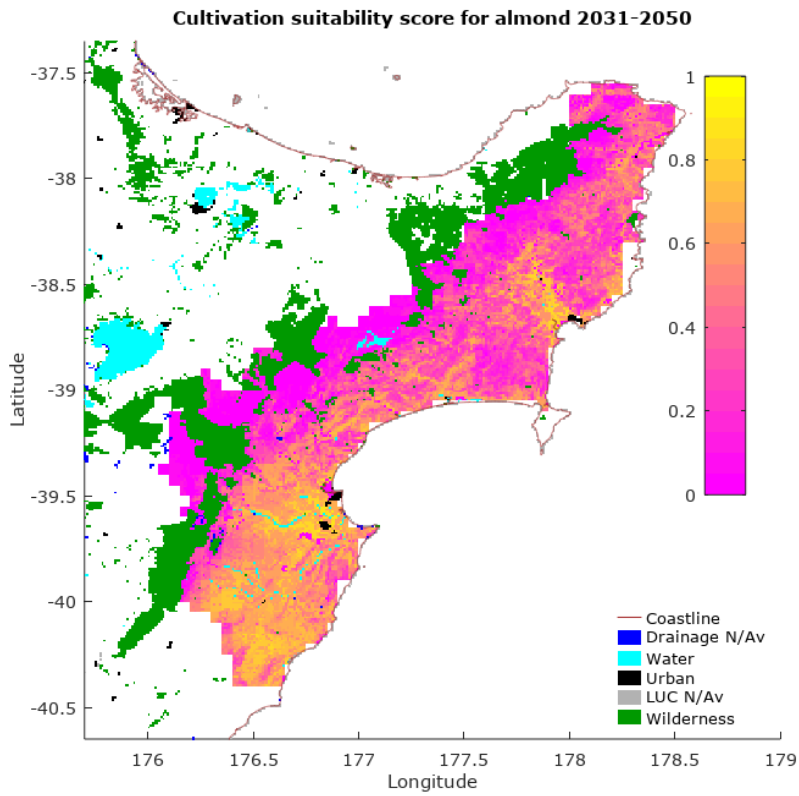 Cultivation suitability score for almond 2031-2050
-37.5
-38
-38.5
-39
-39.5
-40
-40.5
Latitude
176
176.5
177
177.5
178
178.5
179
Longitude
1
0.8
0.6
0.4
0.2
0
Coastline
Drainage N/Av
Water
Urban
LUC N/Av
Wilderness